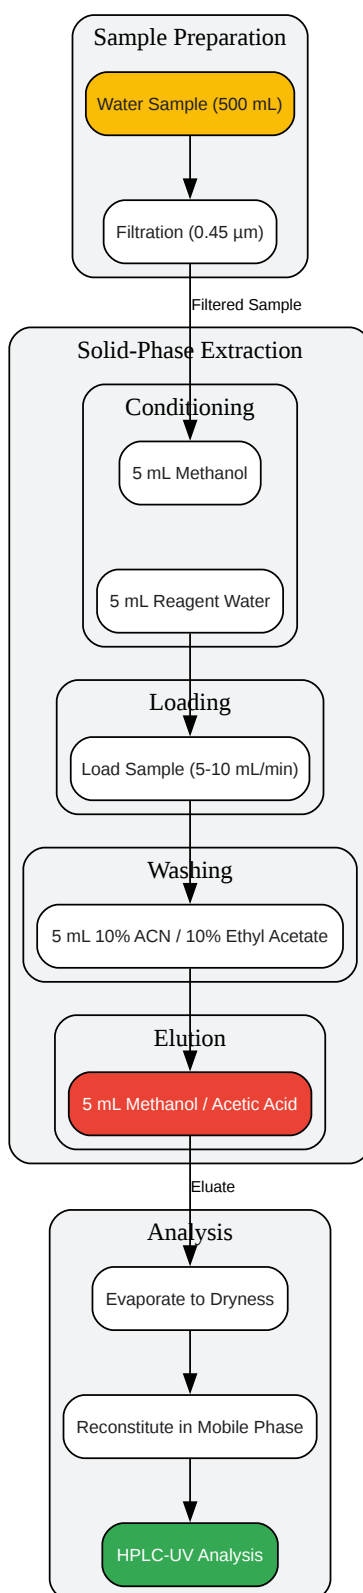 Sample Preparation
Water Sample (500 mL)
Filtration (0.45 µm)
Filtered Sample
Solid-Phase Extraction
Conditioning
5 mL Methanol
5 mL Reagent Water
Loading
Load Sample (5-10 mL/min)
Washing
5 mL 10% ACN / 10% Ethyl Acetate
Elution
5 mL Methanol / Acetic Acid
Eluate
Analysis
Evaporate to Dryness
Reconstitute in Mobile Phase
HPLC-UV Analysis